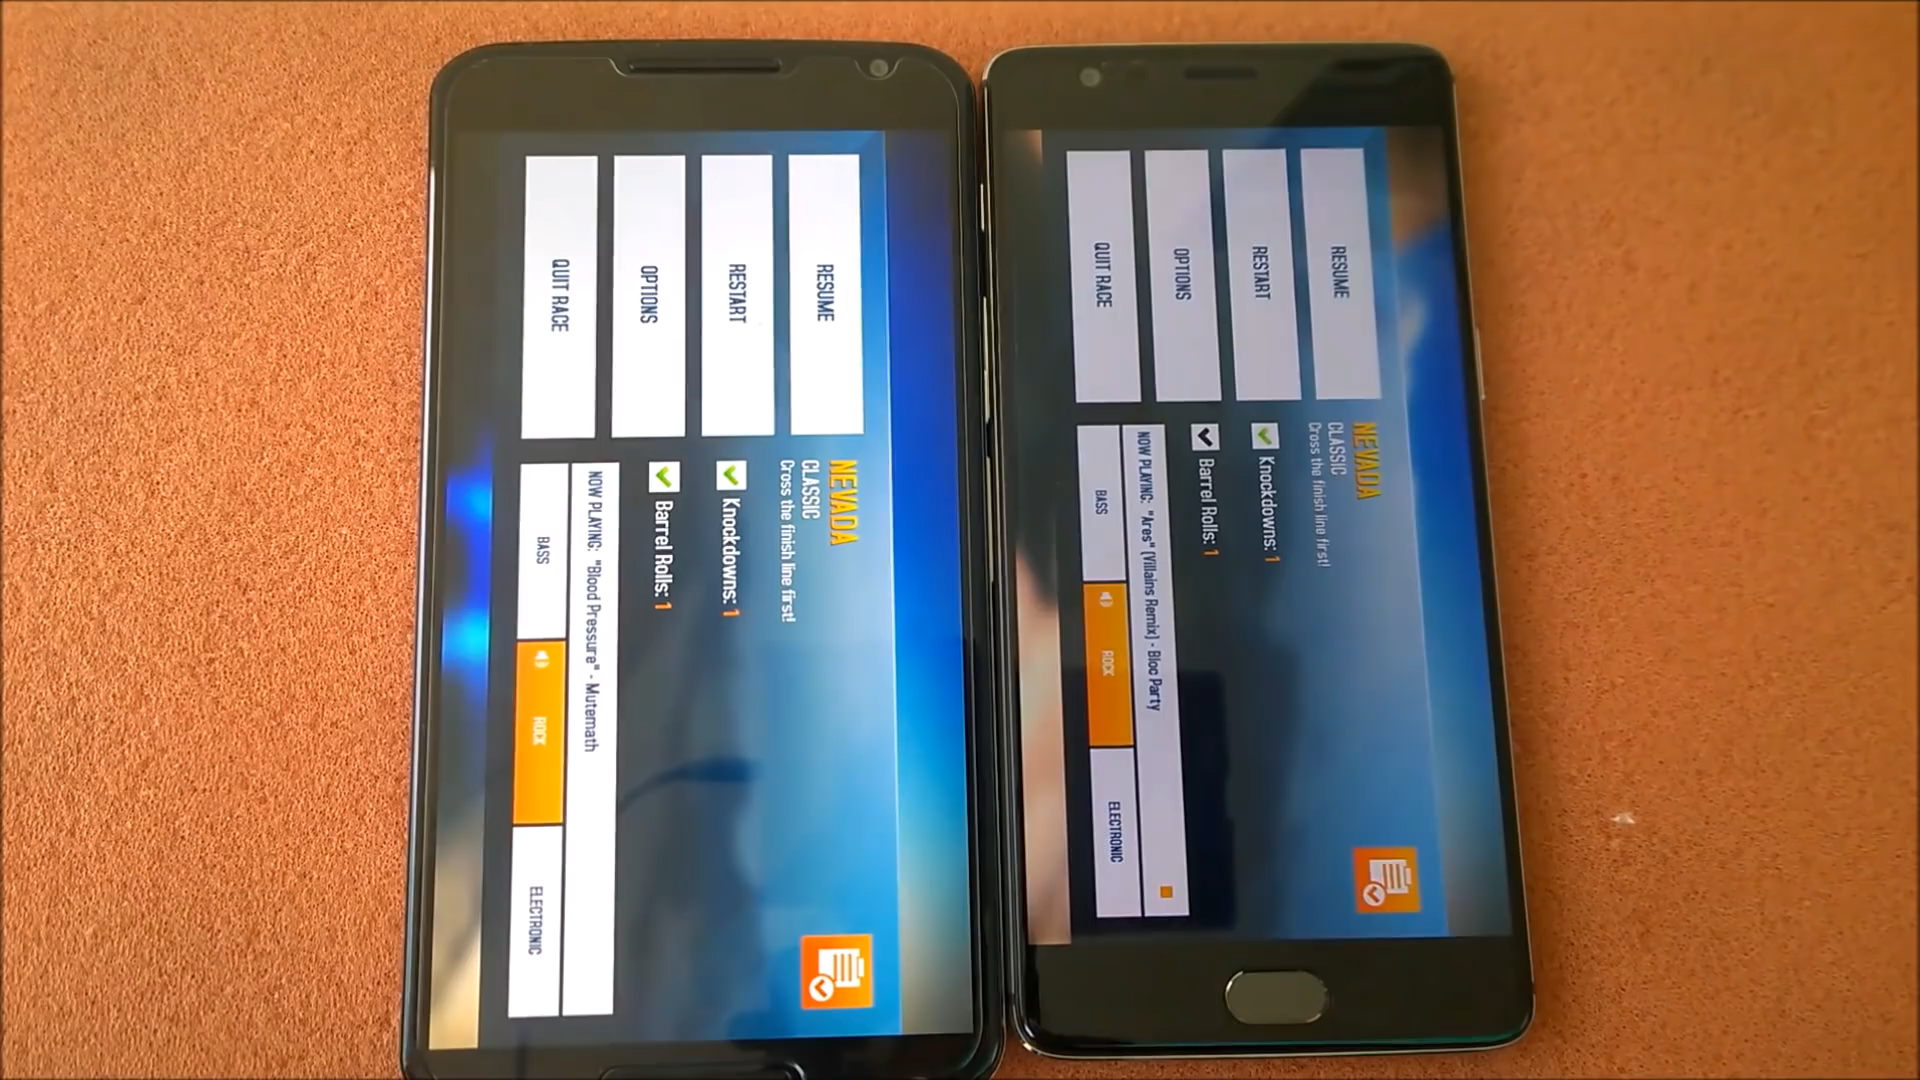 RESUME
RESTART
OPTIONS
QUIT RACE
NEVADA
CLASSIC
Cross the finish line first!
Knockdowns: 1
Barrel Rolls: 1
NOW PLAYING: "Blood Pressure" - Mutemath
BASS
ROCK
ELECTRONIC
RESUME
RESTART
OPTIONS
QUIT RACE
NEVADA
CLASSIC
Cross the finish line first!
Knockdowns: 1
Barrel Rolls: 1
NOW PLAYING: "Ares" (Villains Remix) - Bloc Party
BASS
ROCK
ELECTRONIC